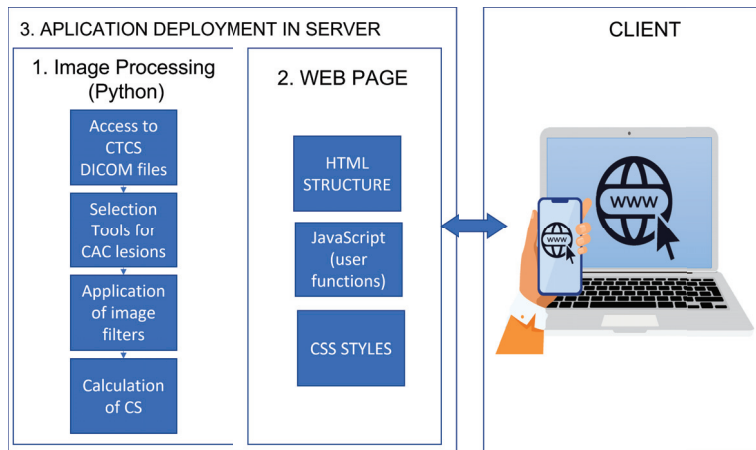 3. APLICATION DEPLOYMENT IN SERVER
1. Image Processing
(Python)
Access to
CTCS
DICOM files
Selection
Tools for
CAC lesions
Application
of image
filters
Calculation
of CS
2. WEB PAGE
HTML
STRUCTURE
JavaScript
(user
functions)
CSS STYLES
CLIENT
WWW
WWW